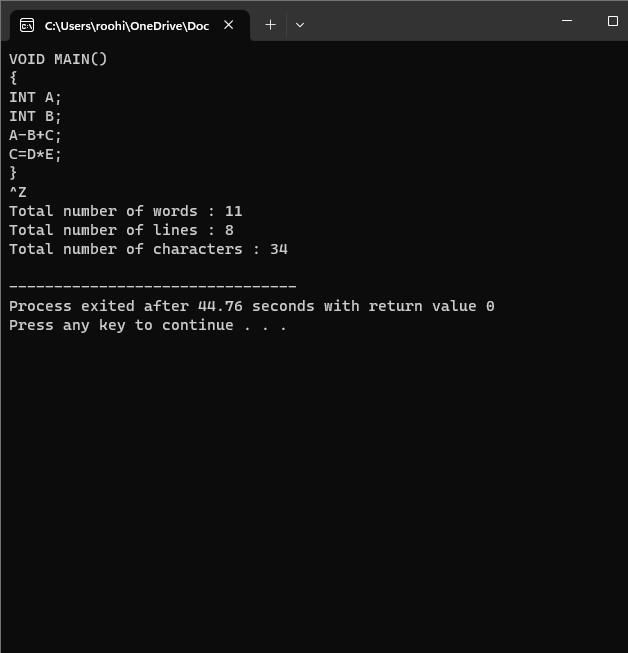 C:\Users\roohi\OneDrive\Doc
VOID MAIN()
{
INT A;
INT B;
A-B+C;
C=D*E;
}
^Z
Total number of words : 11
Total number of lines : 8
Total number of characters : 34
--------------------------------
Process exited after 44.76 seconds with return value 0
Press any key to continue . . .